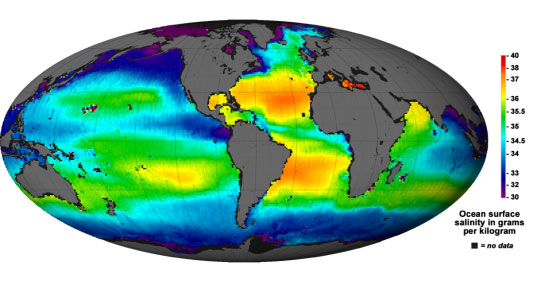 40
38
37
36
35.5
35
34.5
34
33
32
30
Ocean surface
salinity in grams
per kilogram
= no data